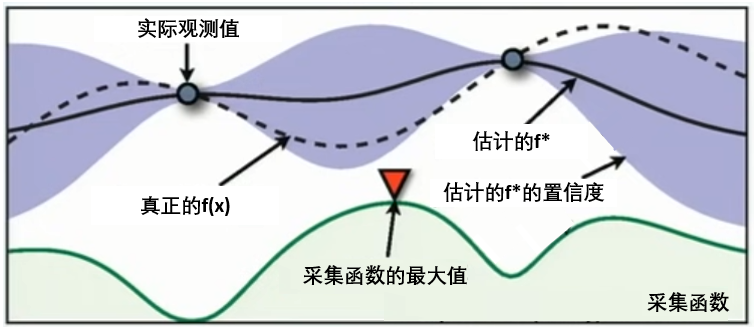 实际观测值
估计的f*
真正的f(x)
估计的f*的置信度
采集函数的最大值
采集函数